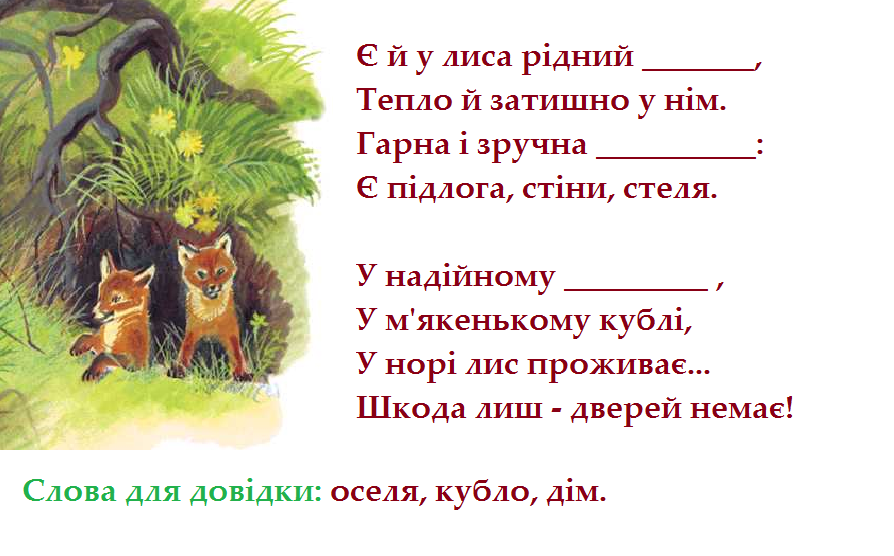 Є й у лиса рідний _______,
Тепло й затишно у нім.
Гарна і зручна __________:
Є підлога, стіни, стеля.
У надійному _________ ,
У м'якенькому кублі,
У норі лис проживає...
Шкода лиш - дверей немає!
Слова для довідки: оселя, кубло, дім.